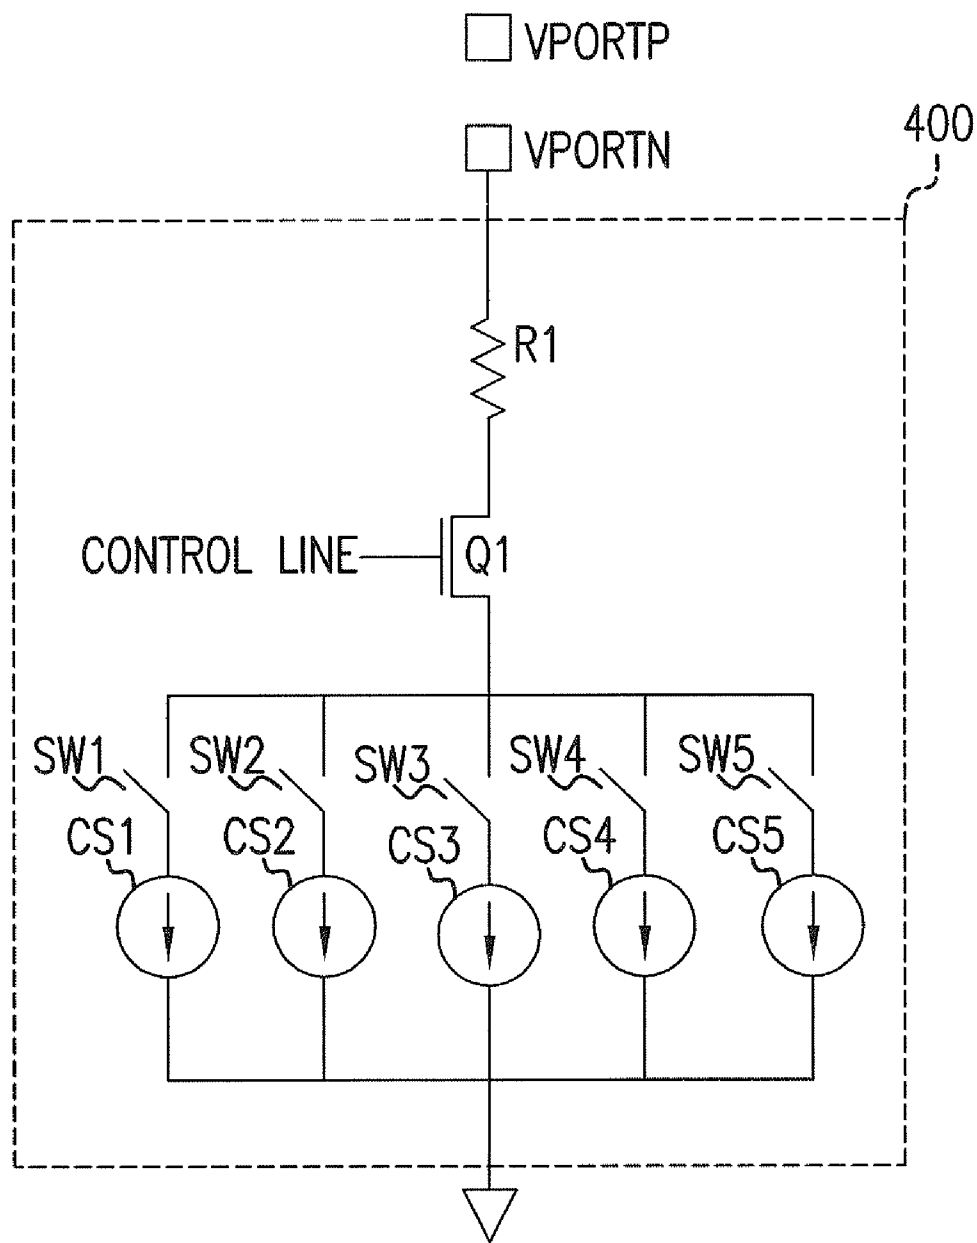 VPORTP
VPORTN
400
R1
CONTROL LINE
Q1
SW1
SW2
SW3
SW4
SW5
CS1
CS2
CS3
CS4
CS5